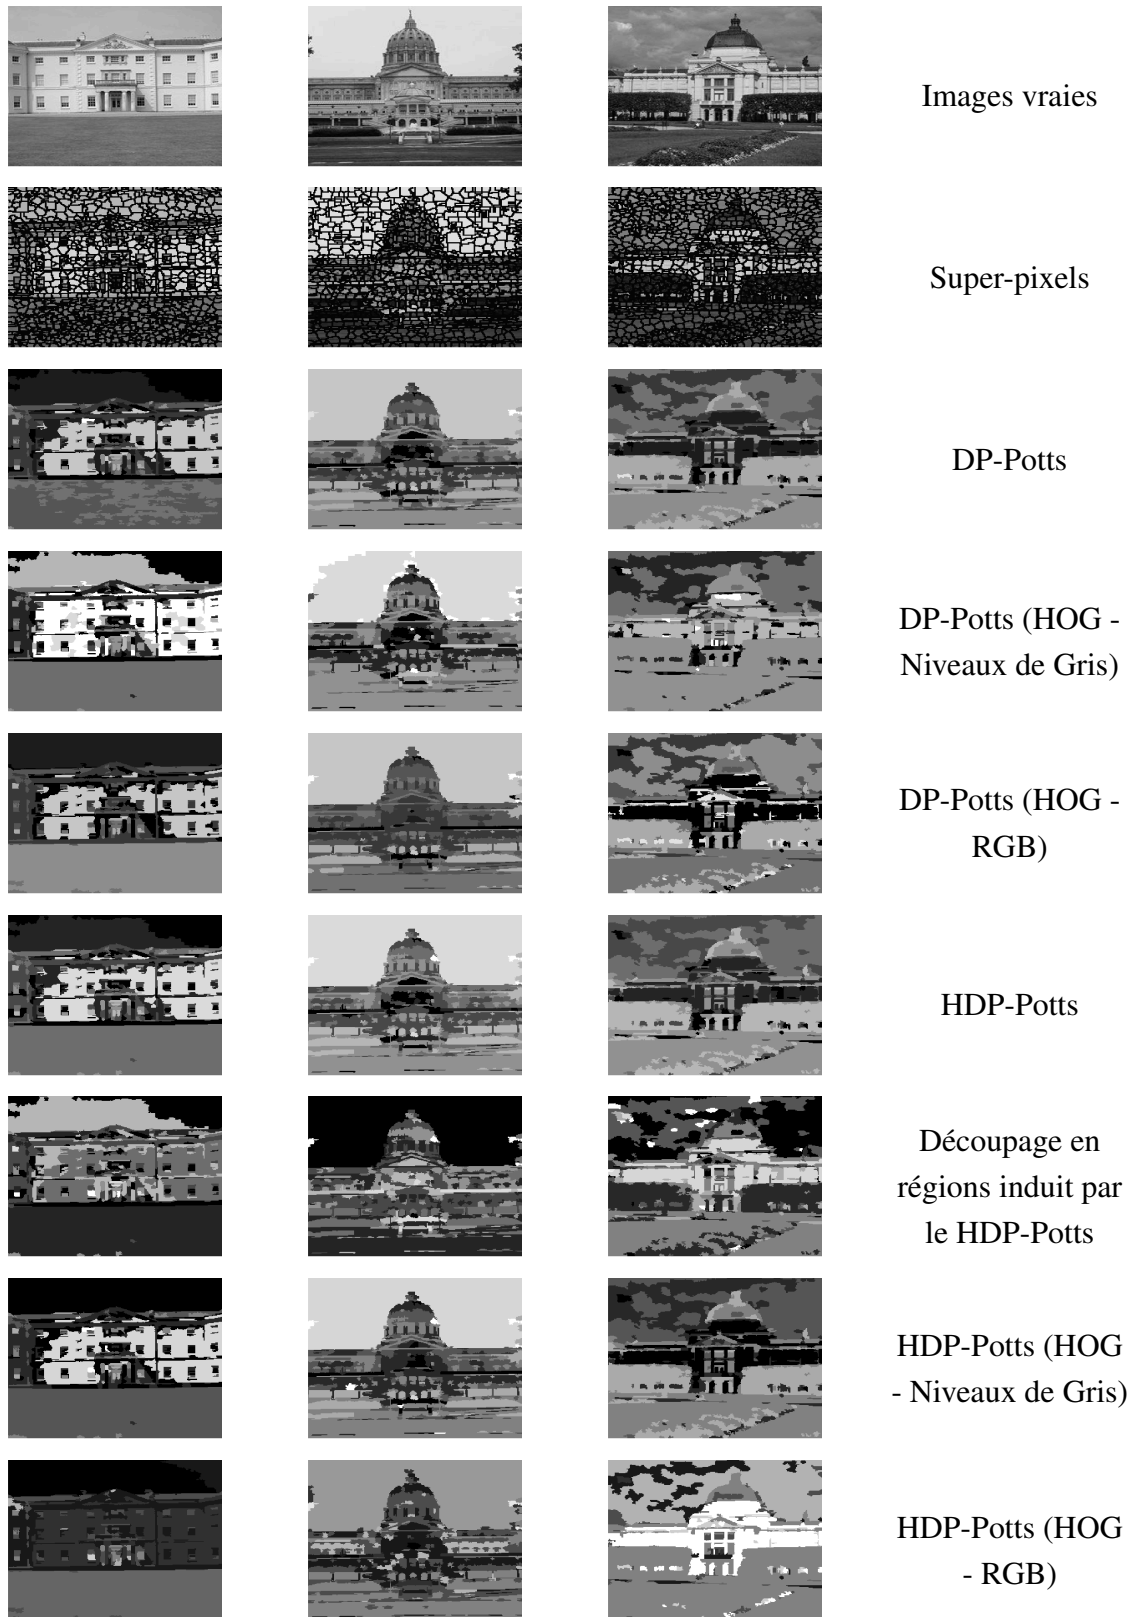 Images vraies
Super-pixels
DP-Potts
DP-Potts (HOG -
Niveaux de Gris)
DP-Potts (HOG -
RGB)
HDP-Potts
Découpage en
régions induit par
le HDP-Potts
HDP-Potts (HOG
- Niveaux de Gris)
HDP-Potts (HOG
- RGB)